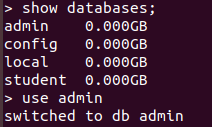 > show databases;
admin    0.000GB
config   0.000GB
local    0.000GB
student  0.000GB
> use admin
switched to db admin